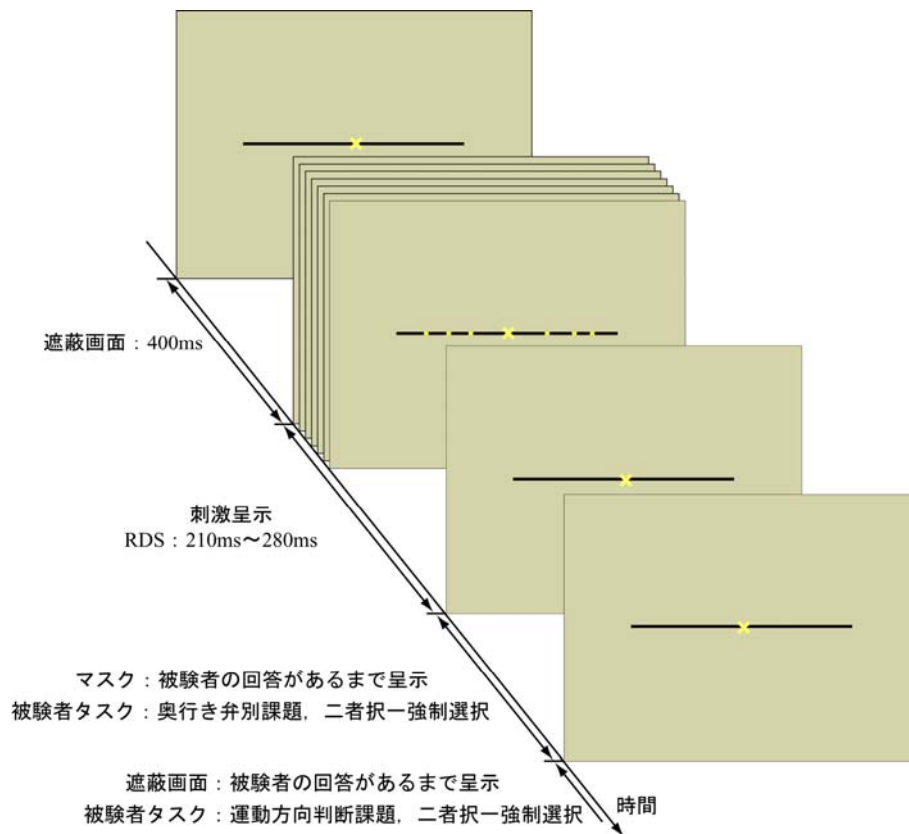 遮蔽画面：400ms
刺激呈示
RDS：210ms～280ms
マスク：被験者の回答があるまで呈示
被験者タスク：奥行き弁別課題，二者択一強制選択
遮蔽画面：被験者の回答があるまで呈示
被験者タスク：運動方向判断課題，二者択一強制選択
時間